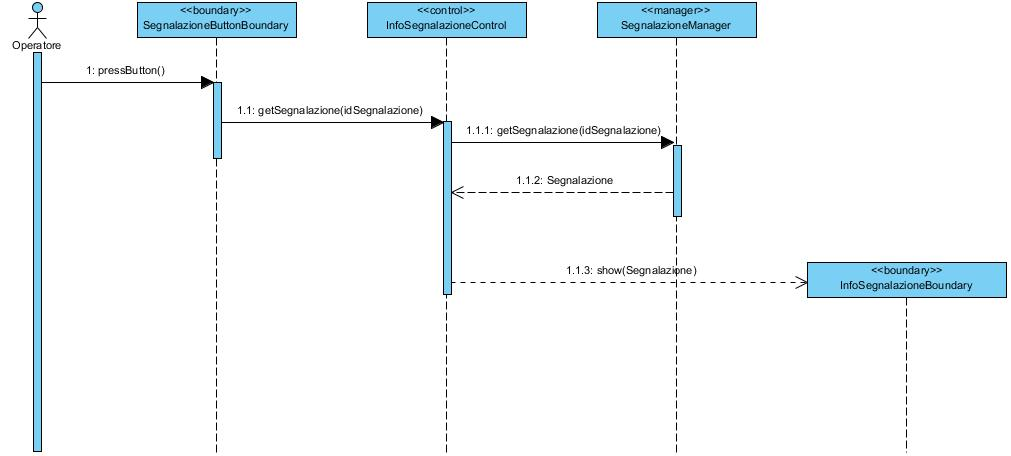 <<boundary>>
SegnalazioneButtonBoundary
<<control>>
InfoSegnalazioneControl
<<manager>>
SegnalazioneManager
Operatore
1: pressButton()
1.1: getSegnalazione(idSegnalazione)
1.1.1: getSegnalazione(idSegnalazione)
1.1.2: Segnalazione
1.1.3: show(Segnalazione)
<<boundary>>
InfoSegnalazioneBoundary